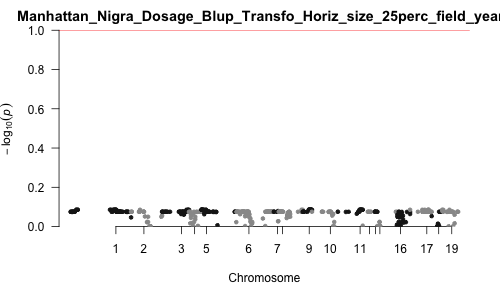 Manhattan_Nigra_Dosage_Blup_Transfo_Horiz_size_25perc_field_year
1.0
0.8
0.6
0.4
0.2
0.0
− log₁₀(p)
1 2 3 5 6 7 9 10 11 16 17 19
Chromosome